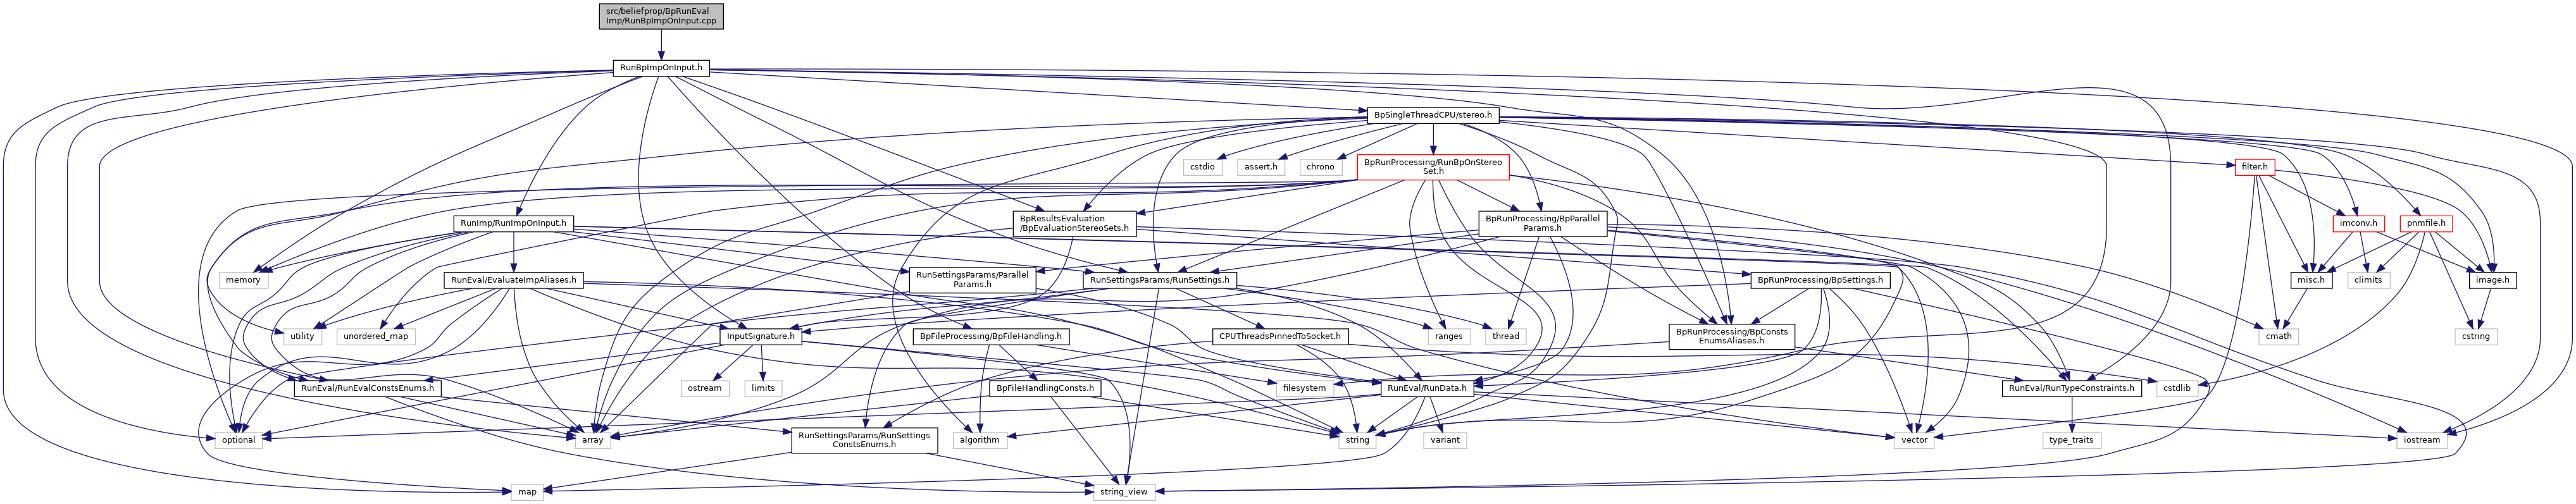 src/beliefprop/BpRunEval
Imp/RunBpImpOnInput.cpp
RunBpImpOnInput.h
BpSingleThreadCPU/stereo.h
cstdio
assert.h
chrono
BpRunProcessing/RunBpOnStereo
Set.h
filter.h
RunImp/RunImpOnInput.h
BpResultsEvaluation
/BpEvaluationStereoSets.h
BpRunProcessing/BpParallel
Params.h
imconv.h
pnmfile.h
memory
RunEval/EvaluateImpAliases.h
RunSettingsParams/Parallel
Params.h
RunSettingsParams/RunSettings.h
BpRunProcessing/BpSettings.h
misc.h
climits
image.h
utility
unordered_map
InputSignature.h
BpFileProcessing/BpFileHandling.h
CPUThreadsPinnedToSocket.h
ranges
thread
BpRunProcessing/BpConsts
EnumsAliases.h
cmath
cstring
RunEval/RunEvalConstsEnums.h
ostream
limits
BpFileHandlingConsts.h
filesystem
RunEval/RunData.h
RunEval/RunTypeConstraints.h
cstdlib
optional
array
RunSettingsParams/RunSettings
ConstsEnums.h
algorithm
string
variant
vector
type_traits
iostream
map
string_view